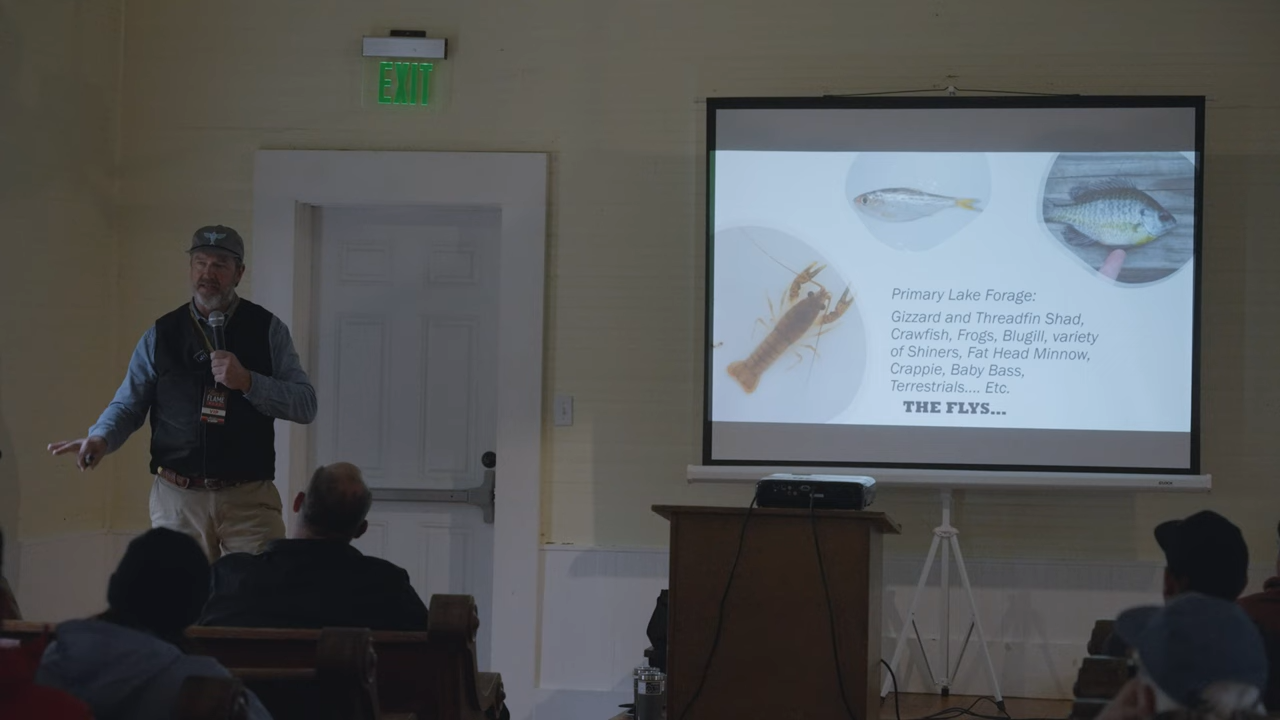 EXIT
Primary Lake Forage:
Gizzard and Threadfin Shad,
Crawfish, Frogs, Blugill, variety
of Shiners, Fat Head Minnow,
Crappie, Baby Bass,
Terrestrials.... Etc.
THE FLYS...
FLAME